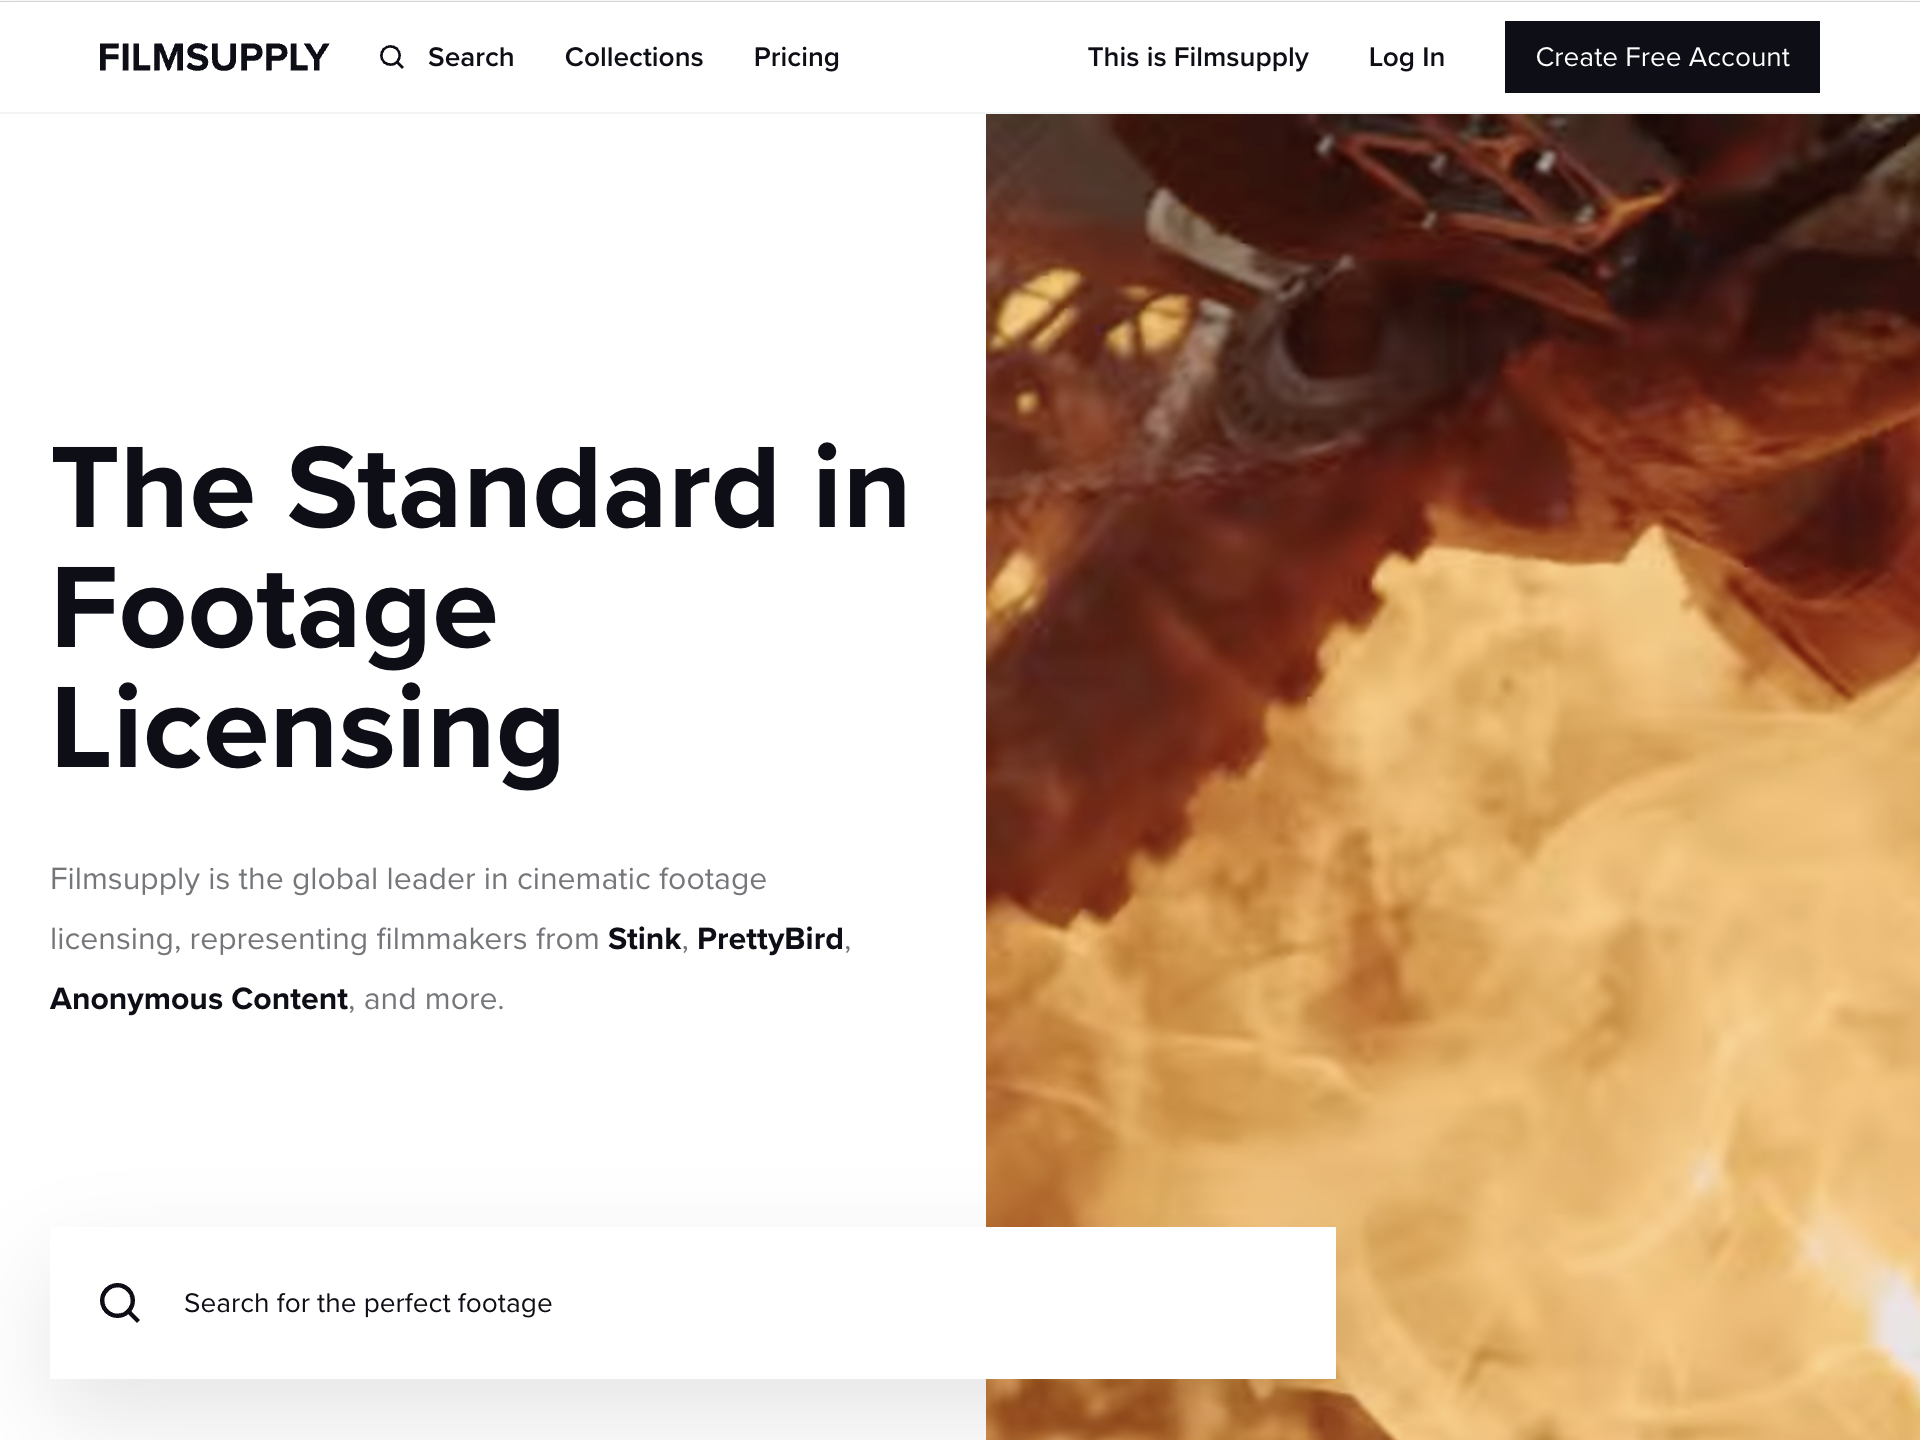 FILMSUPPLY Search Collections Pricing This is Filmsupply Log In Create Free Account
The Standard in
Footage
Licensing
Filmsupply is the global leader in cinematic footage
licensing, representing filmmakers from Stink, PrettyBird,
Anonymous Content, and more.
Search for the perfect footage